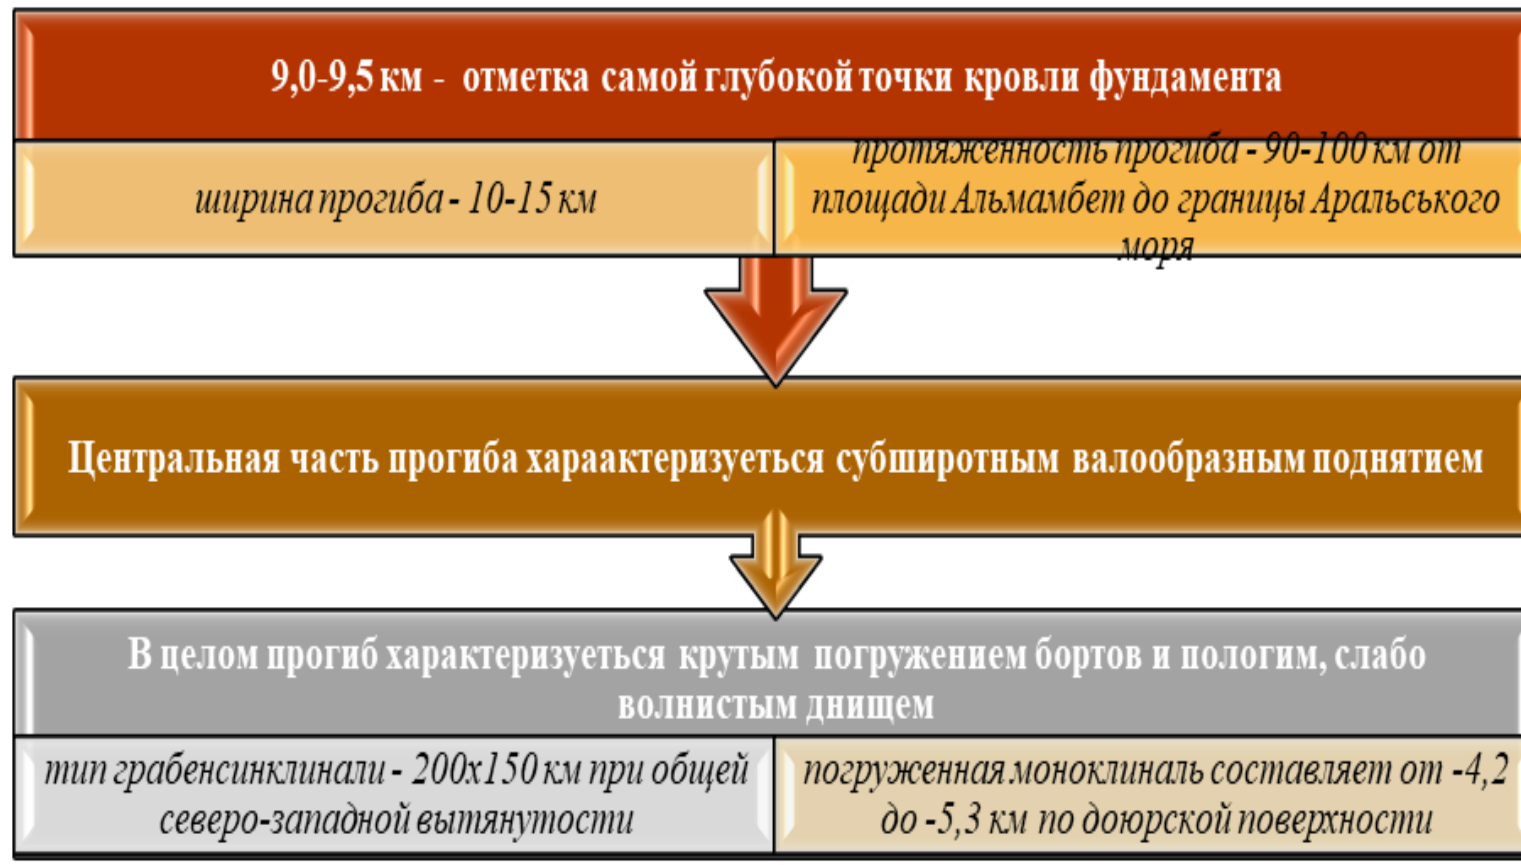 9,0-9,5 км - отметка самой глубокой точки кровли фундамента
ширина прогиба - 10-15 км
протяженность прогиба - 90-100 км от
площади Альмамбет до границы Аральського
моря
Центральная часть прогиба хараактеризуеться субширотным валообразным поднятием
В целом прогиб характеризуеться крутым погружением бортов и пологим, слабо
волнистым днищем
тип грабенсинклинали - 200х150 км при общей
северо-западной вытянутости
погруженная моноклиналь составляет от -4,2
до -5,3 км по доюрской поверхности